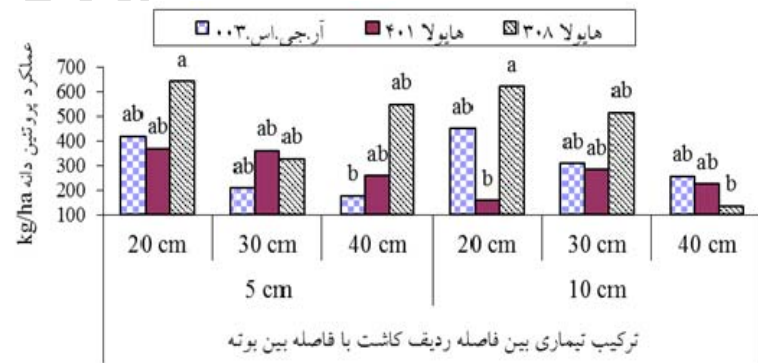 آر.جی.اس.۰۰۳ هایولا ۴۰۱ هایولا ۳۰۸
عملکرد پروتئین دانه kg/ha
700
600
500
400
300
200
100
ab ab a ab ab ab b ab ab ab b a ab ab ab ab ab b
20 cm 30 cm 40 cm 20 cm 30 cm 40 cm
5 cm 10 cm
ترکیب تیماری بین فاصله ردیف کاشت با فاصله بین بوته